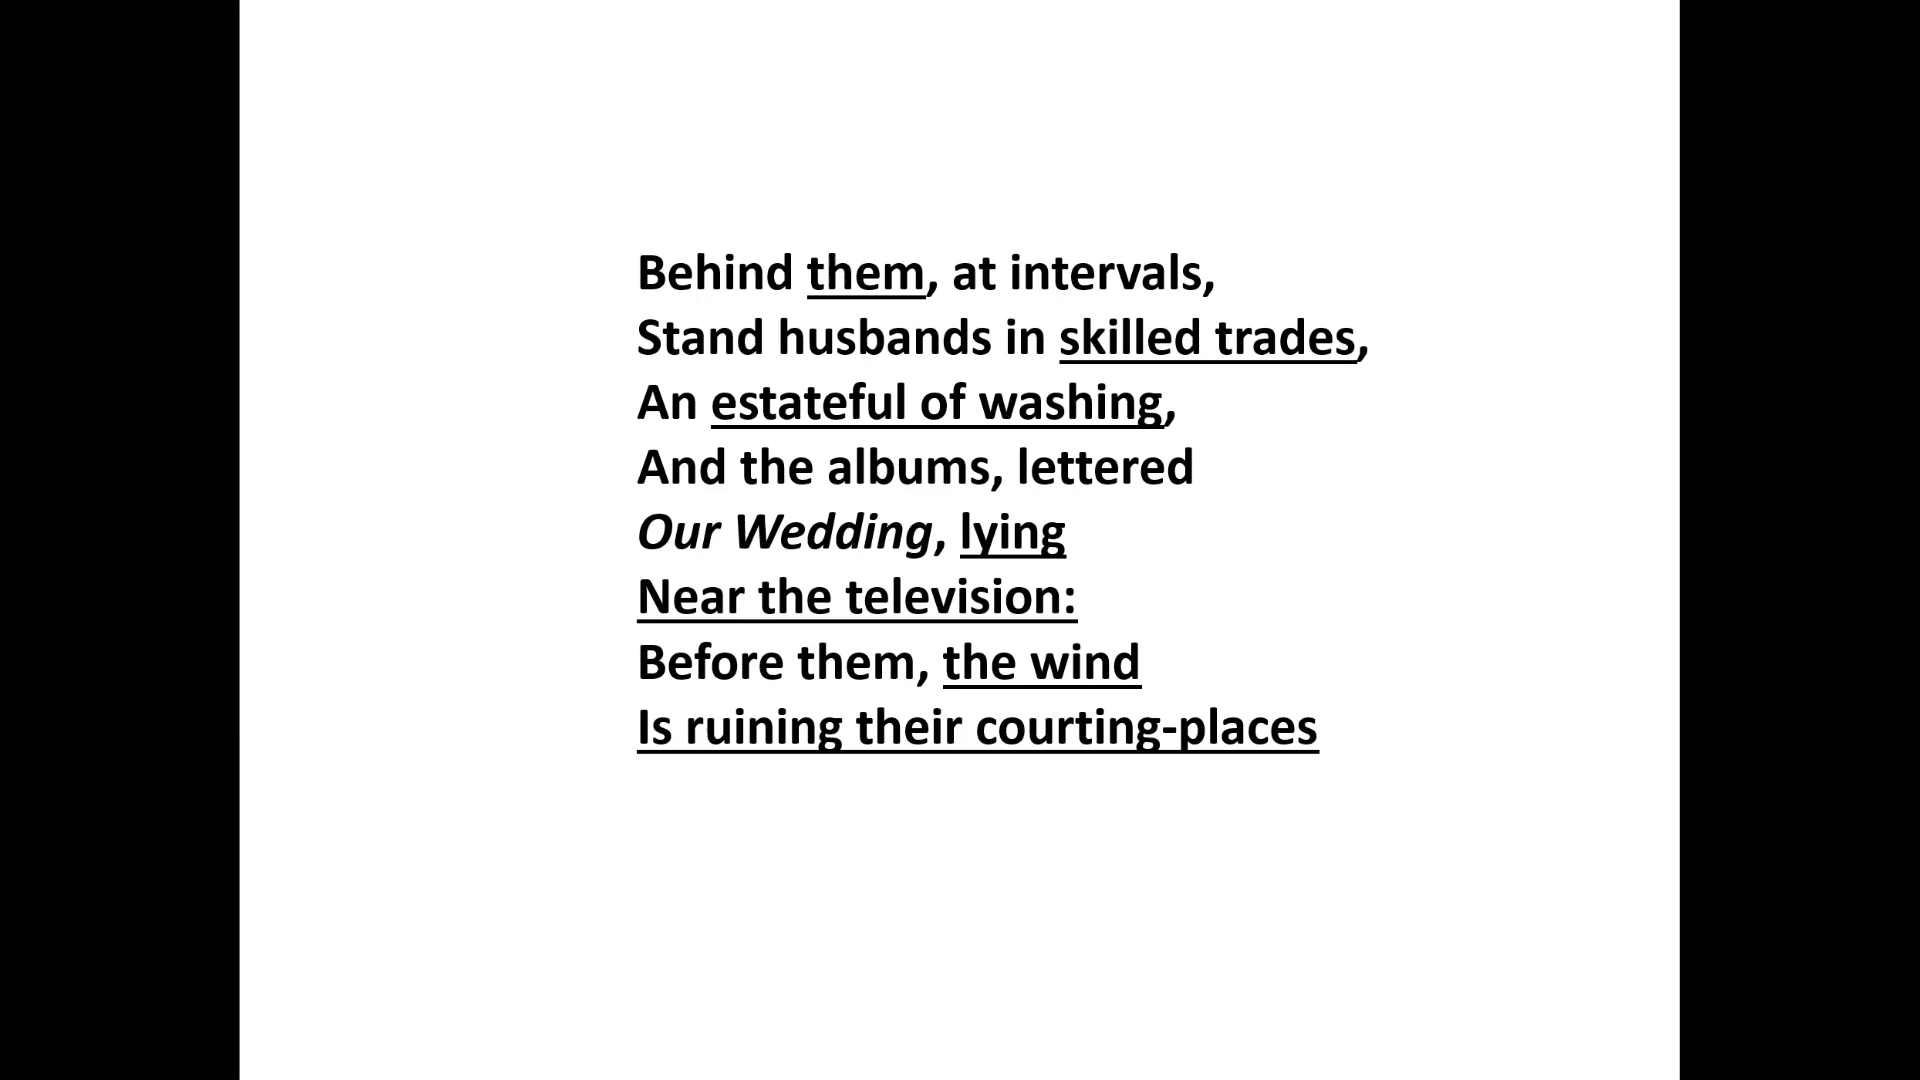 Behind them, at intervals,
Stand husbands in skilled trades,
An estateful of washing,
And the albums, lettered
Our Wedding, lying
Near the television:
Before them, the wind
Is ruining their courting-places